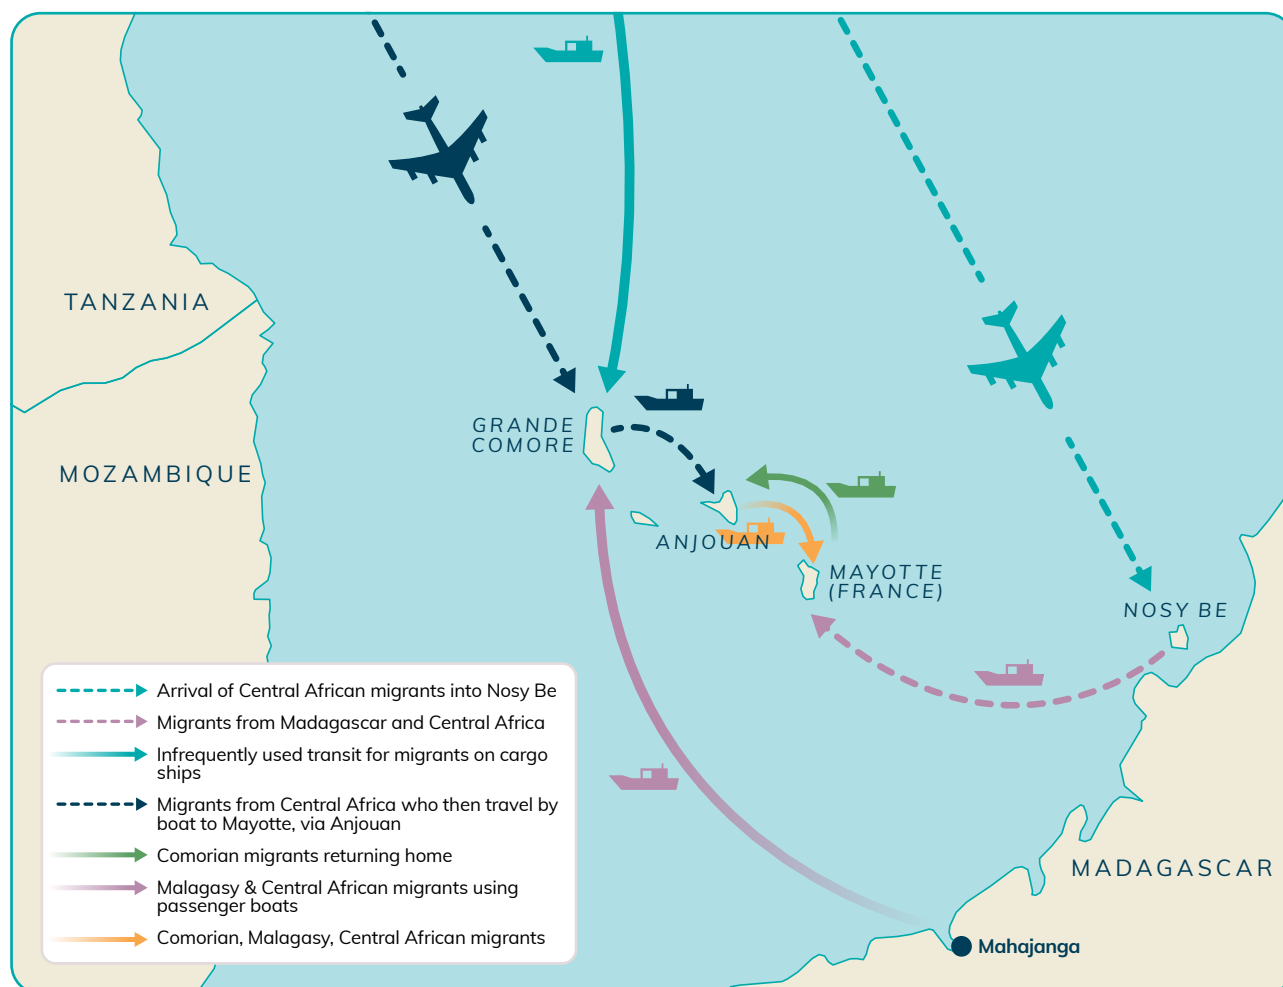 TANZANIA
GRANDE
COMORE
MOZAMBIQUE
ANJOUAN
MAYOTTE
(FRANCE)
NOSY BE
Arrival of Central African migrants into Nosy Be
Migrants from Madagascar and Central Africa
Infrequently used transit for migrants on cargo
ships
Migrants from Central Africa who then travel by
boat to Mayotte, via Anjouan
Comorian migrants returning home
Malagasy & Central African migrants using
passenger boats
Comorian, Malagasy, Central African migrants
MADAGASCAR
Mahajanga